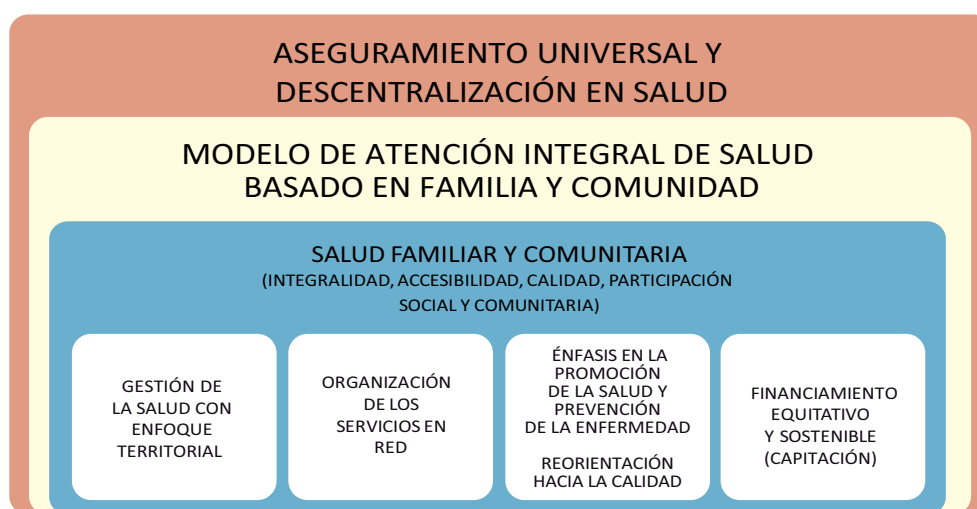 ASEGURAMIENTO UNIVERSAL Y
DESCENTRALIZACIÓN EN SALUD
MODELO DE ATENCIÓN INTEGRAL DE SALUD
BASADO EN FAMILIA Y COMUNIDAD
SALUD FAMILIAR Y COMUNITARIA
(INTEGRALIDAD, ACCESIBILIDAD, CALIDAD, PARTICIPACIÓN
SOCIAL Y COMUNITARIA)
GESTIÓN DE
LA SALUD CON
ENFOQUE
TERRITORIAL
ORGANIZACIÓN
DE LOS
SERVICIOS EN
RED
ÉNFASIS EN LA
PROMOCIÓN
DE LA SALUD Y
PREVENCIÓN
DE LA ENFERMEDAD
REORIENTACIÓN
HACIA LA CALIDAD
FINANCIAMIENTO
EQUITATIVO
Y SOSTENIBLE
(CAPITACIÓN)